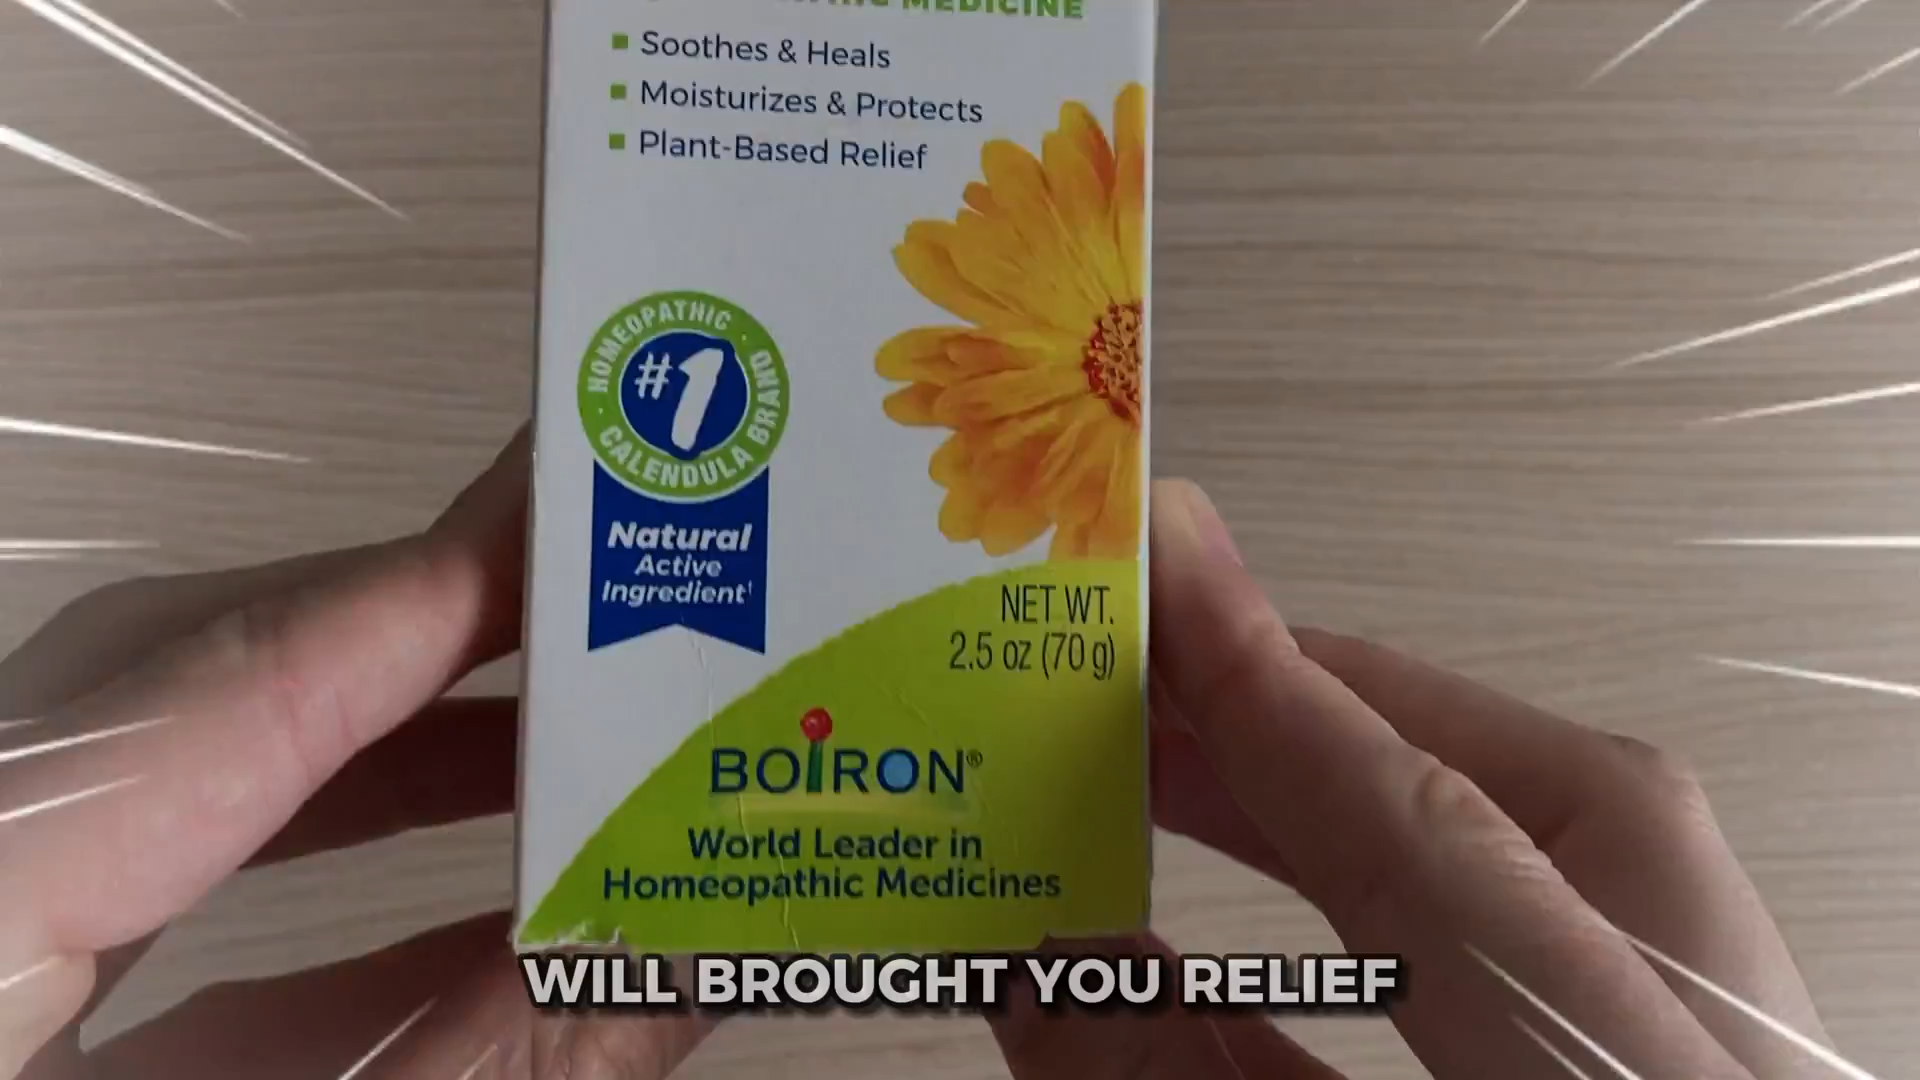 MEDICINE
Soothes & Heals
Moisturizes & Protects
Plant-Based Relief
HOMEOPATHIC
#1
CALENDULA BRAND
Natural
Active
Ingredient†
NET WT.
2.5 oz (70 g)
BOIRON®
World Leader in
Homeopathic Medicines
WILL BROUGHT YOU RELIEF